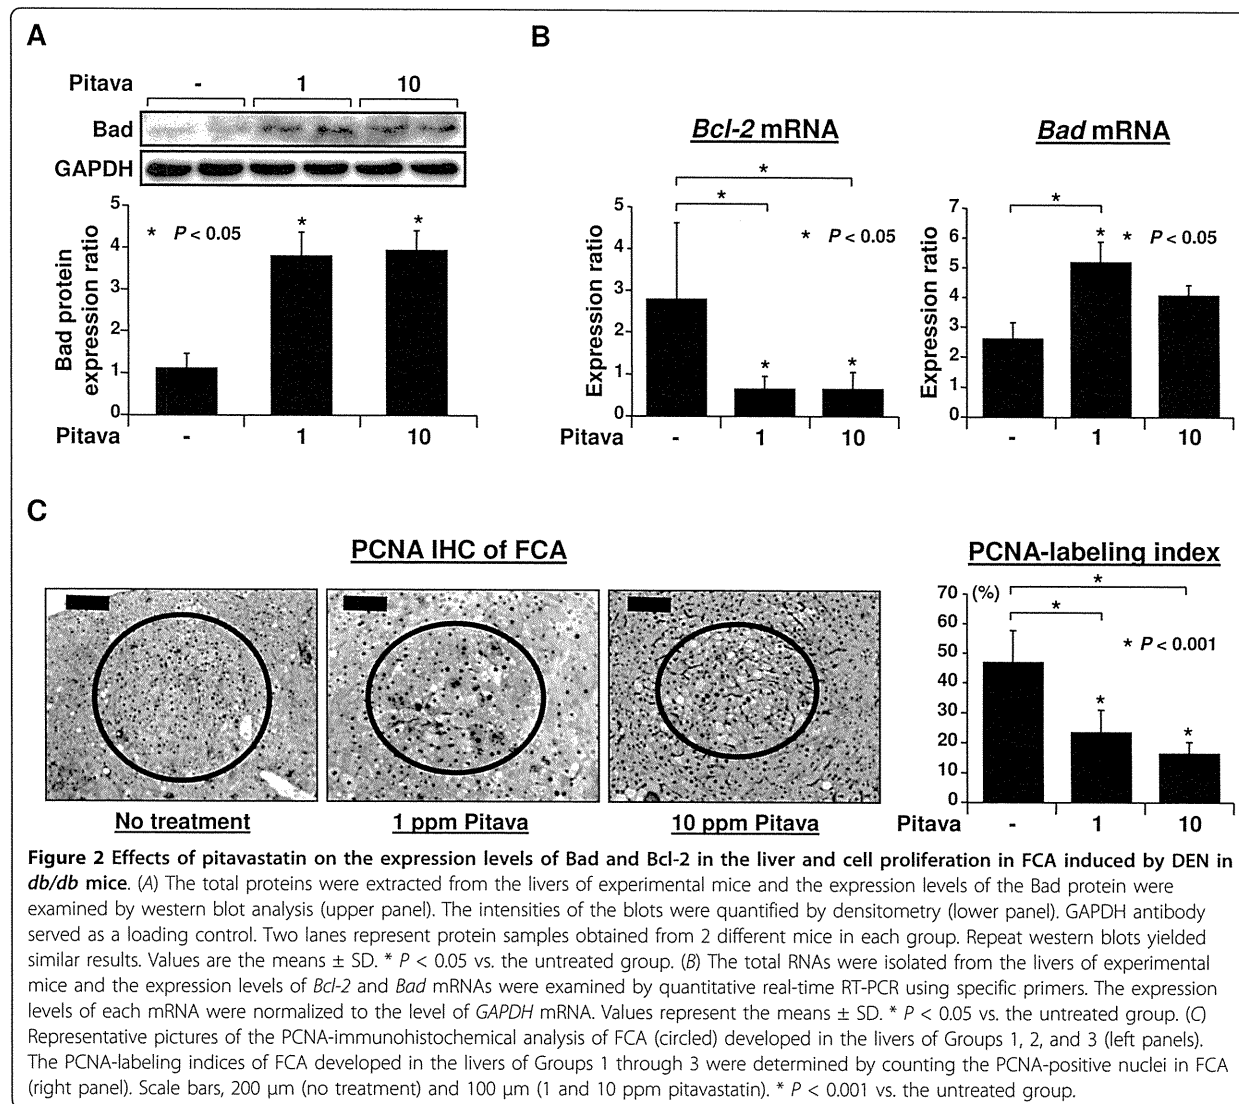 A
Pitava - 1 10
Bad
GAPDH
Bad protein
expression ratio
5
4
3
2
1
0
* P < 0.05
*
*
Pitava - 1 10
B
Bcl-2 mRNA
Expression ratio
5
4
3
2
1
0
*
*
* P < 0.05
*
*
Pitava - 1 10
Bad mRNA
Expression ratio
7
6
5
4
3
2
1
0
*
* * P < 0.05
- 1 10
C
PCNA IHC of FCA
No treatment
1 ppm Pitava
10 ppm Pitava
PCNA-labeling index
70 (%)
60
50
40
30
20
10
0
*
*
* P < 0.001
*
*
Pitava - 1 10
Figure 2 Effects of pitavastatin on the expression levels of Bad and Bcl-2 in the liver and cell proliferation in FCA induced by DEN in
db/db mice. (A) The total proteins were extracted from the livers of experimental mice and the expression levels of the Bad protein were
examined by western blot analysis (upper panel). The intensities of the blots were quantified by densitometry (lower panel). GAPDH antibody
served as a loading control. Two lanes represent protein samples obtained from 2 different mice in each group. Repeat western blots yielded
similar results. Values are the means ± SD. * P < 0.05 vs. the untreated group. (B) The total RNAs were isolated from the livers of experimental
mice and the expression levels of Bcl-2 and Bad mRNAs were examined by quantitative real-time RT-PCR using specific primers. The expression
levels of each mRNA were normalized to the level of GAPDH mRNA. Values represent the means ± SD. * P < 0.05 vs. the untreated group. (C)
Representative pictures of the PCNA-immunohistochemical analysis of FCA (circled) developed in the livers of Groups 1, 2, and 3 (left panels).
The PCNA-labeling indices of FCA developed in the livers of Groups 1 through 3 were determined by counting the PCNA-positive nuclei in FCA
(right panel). Scale bars, 200 μm (no treatment) and 100 μm (1 and 10 ppm pitavastatin). * P < 0.001 vs. the untreated group.